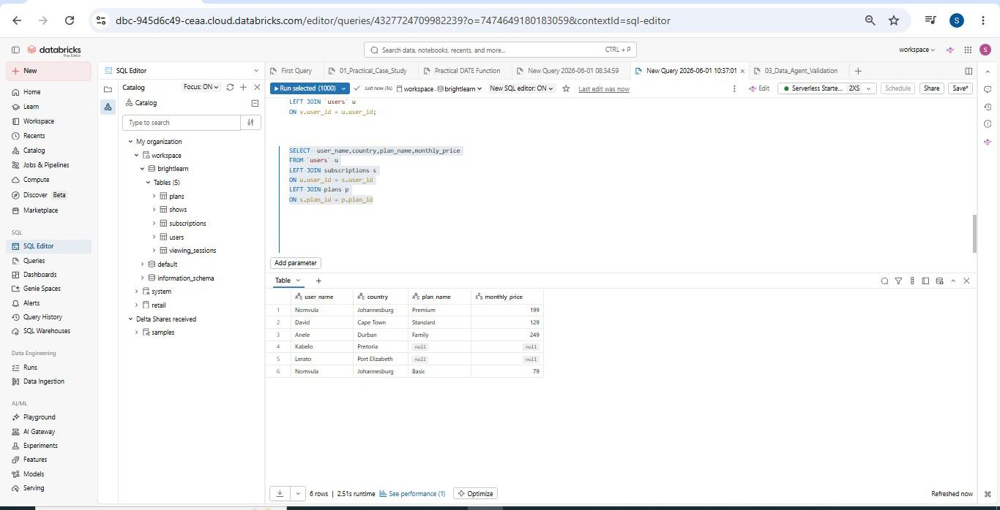 dbc-945d6c49-ceaa.cloud.databricks.com/editor/queries/432772470998223​9?o=7474649180183059&contextId=sql-editor
S
databricks
Free Edition
Search data, notebooks, recents, and more...
CTRL + P
workspace
S
New
Home
Learn
Workspace
Recents
Catalog
Jobs & Pipelines
Compute
Discover Beta
Marketplace
SQL
SQL Editor
Queries
Dashboards
Genie Spaces
Alerts
Query History
SQL Warehouses
Data Engineering
Runs
Data Ingestion
AI/ML
Playground
AI Gateway
Experiments
Features
Models
Serving
SQL Editor
Catalog Focus: ON
Catalog
Type to search
My organization
workspace
brightlearn
Tables (5)
plans
shows
subscriptions
users
viewing_sessions
default
information_schema
system
retail
Delta Shares received
samples
First Query
01_Practical_Case_Study
Practical DATE Function
New Query 2026-06-01 08:34:59
New Query 2026-06-01 10:37:01
03_Data_Agent_Validation
Run selected (1000) Just now (3s) workspace. brightlearn New SQL editor: ON Last edit was now
Edit Serverless Starte... 2XS Schedule Share Save*
LEFT JOIN `users` u
ON v.user_id = u.user_id;
SELECT user_name,country,plan_name,monthly_price
FROM `users` u
LEFT JOIN subscriptions s
ON u.user_id = s.user_id
LEFT JOIN plans p
ON s.plan_id = p.plan_id
Add parameter
Table
user_name country plan_name monthly_price
1 Nomvula Johannesburg Premium 199
2 David Cape Town Standard 129
3 Anele Durban Family 249
4 Kabelo Pretoria null null
5 Lerato Port Elizabeth null null
6 Nomvula Johannesburg Basic 79
6 rows | 2.51s runtime See performance (1) Optimize
Refreshed now